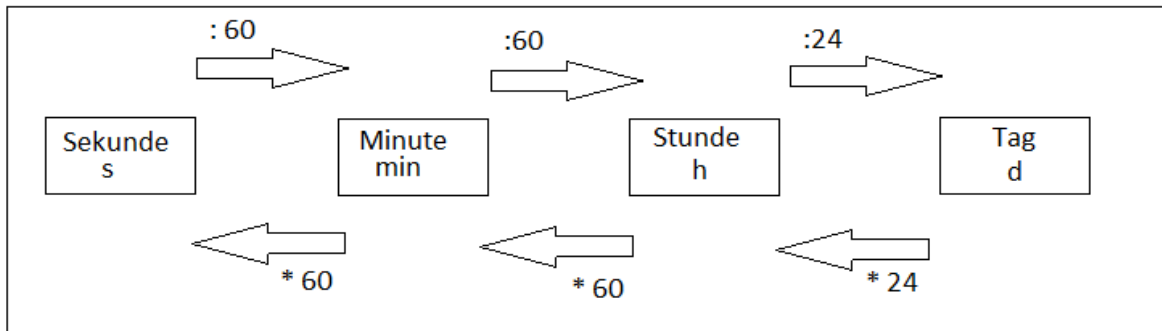 : 60
:60
:24
Sekunde
s
Minute
min
Stunde
h
Tag
d
* 60
* 60
* 24